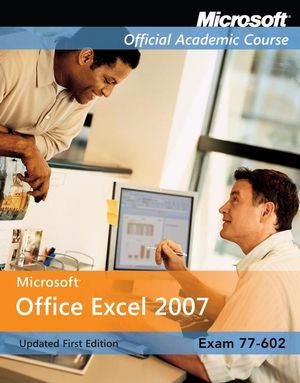 Microsoft®
Official Academic Course
Microsoft®
Office Excel 2007
Updated First Edition
Exam 77-602